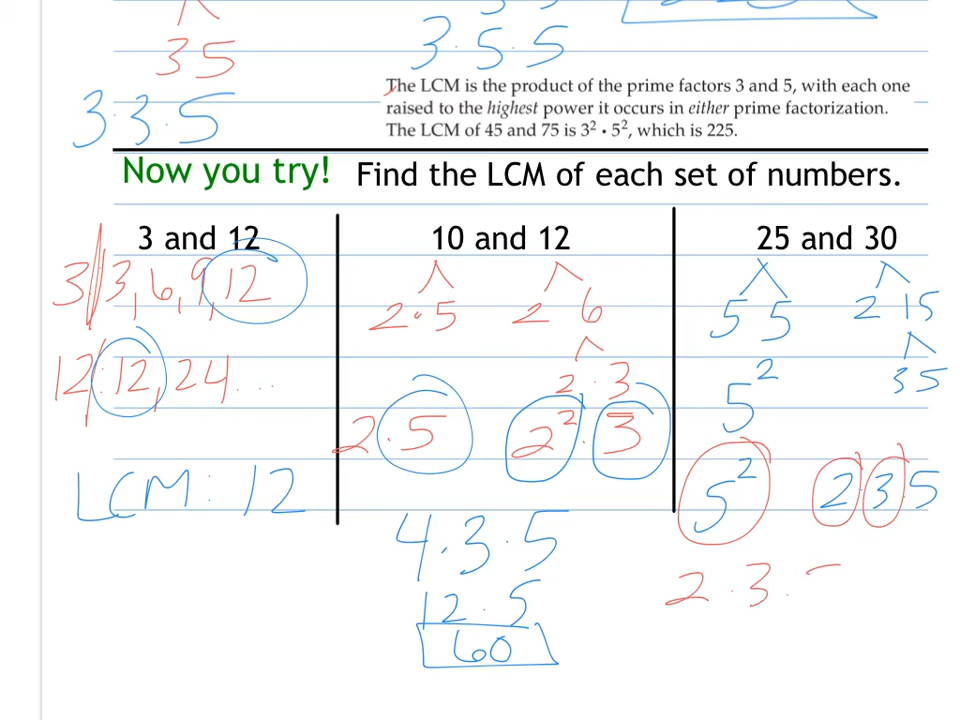 3 5
3 · 5 · 5
3 · 3 · 5
The LCM is the product of the prime factors 3 and 5, with each one
raised to the highest power it occurs in either prime factorization.
The LCM of 45 and 75 is 3² • 5², which is 225.
Now you try! Find the LCM of each set of numbers.
3 and 12
3 3, 6, 9, 12
12 12, 24 ...
LCM: 12
10 and 12
2 · 5 2 6
2 · 3
2 · 5 2² · 3
4 · 3 · 5
12 · 5
60
25 and 30
5 5 2 15
3 5
5²
5² 2 · 3 · 5
2 · 3 ·